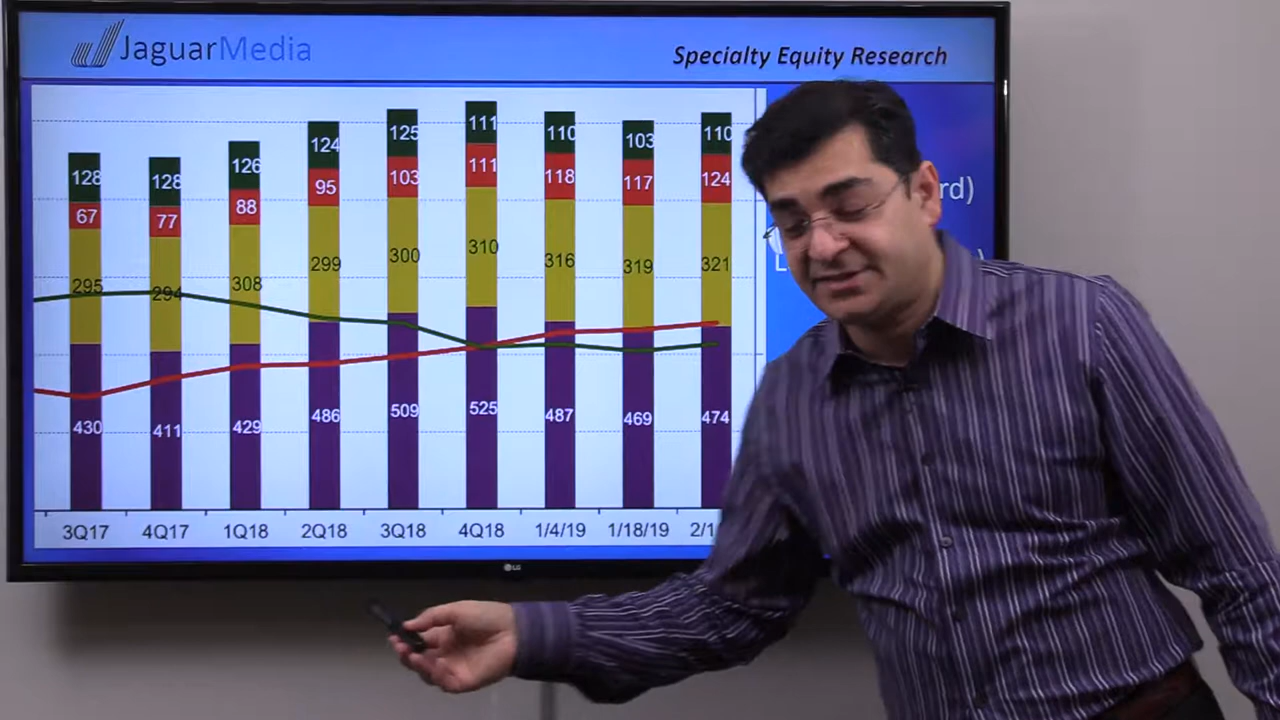 JaguarMedia
Specialty Equity Research
128 128 126 124 125 111 110 103 110
67 77 88 95 103 111 118 117 124
295 294 308 299 300 310 316 319 321
430 411 429 486 509 525 487 469 474
3Q17 4Q17 1Q18 2Q18 3Q18 4Q18 1/4/19 1/18/19
LG